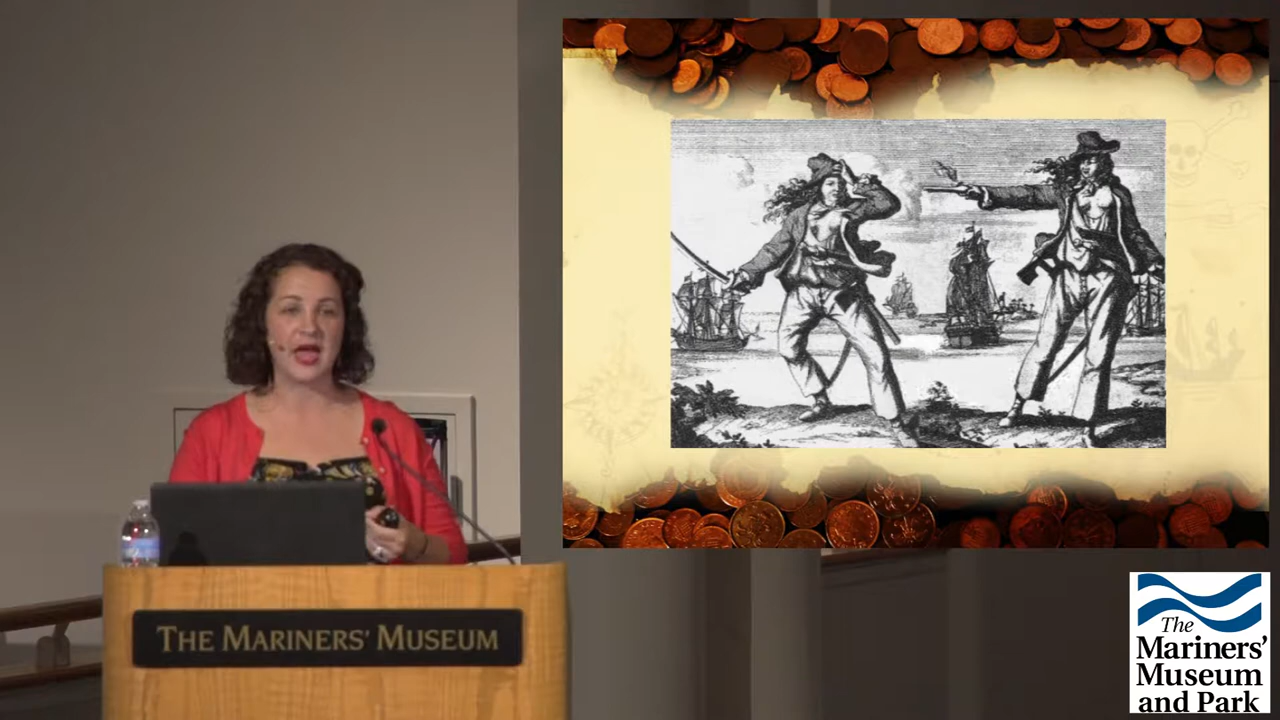 THE MARINERS' MUSEUM
The
Mariners'
Museum
and Park